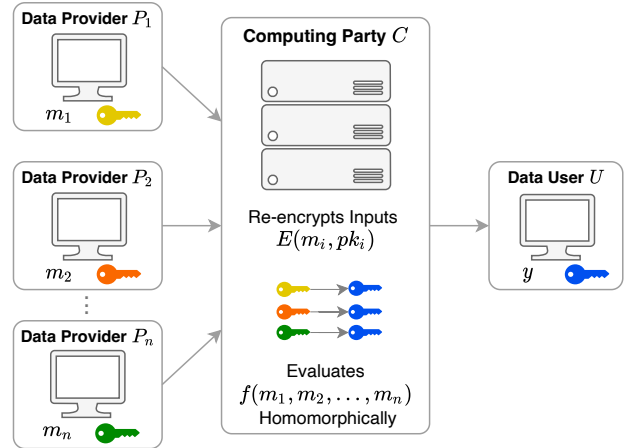 Data Provider P₁
m₁
Data Provider P₂
m₂
⋮
Data Provider Pₙ
mₙ
Computing Party C
Re-encrypts Inputs
E(mᵢ, pkᵢ)
Evaluates
f(m₁, m₂, . . . , mₙ)
Homomorphically
Data User U
y